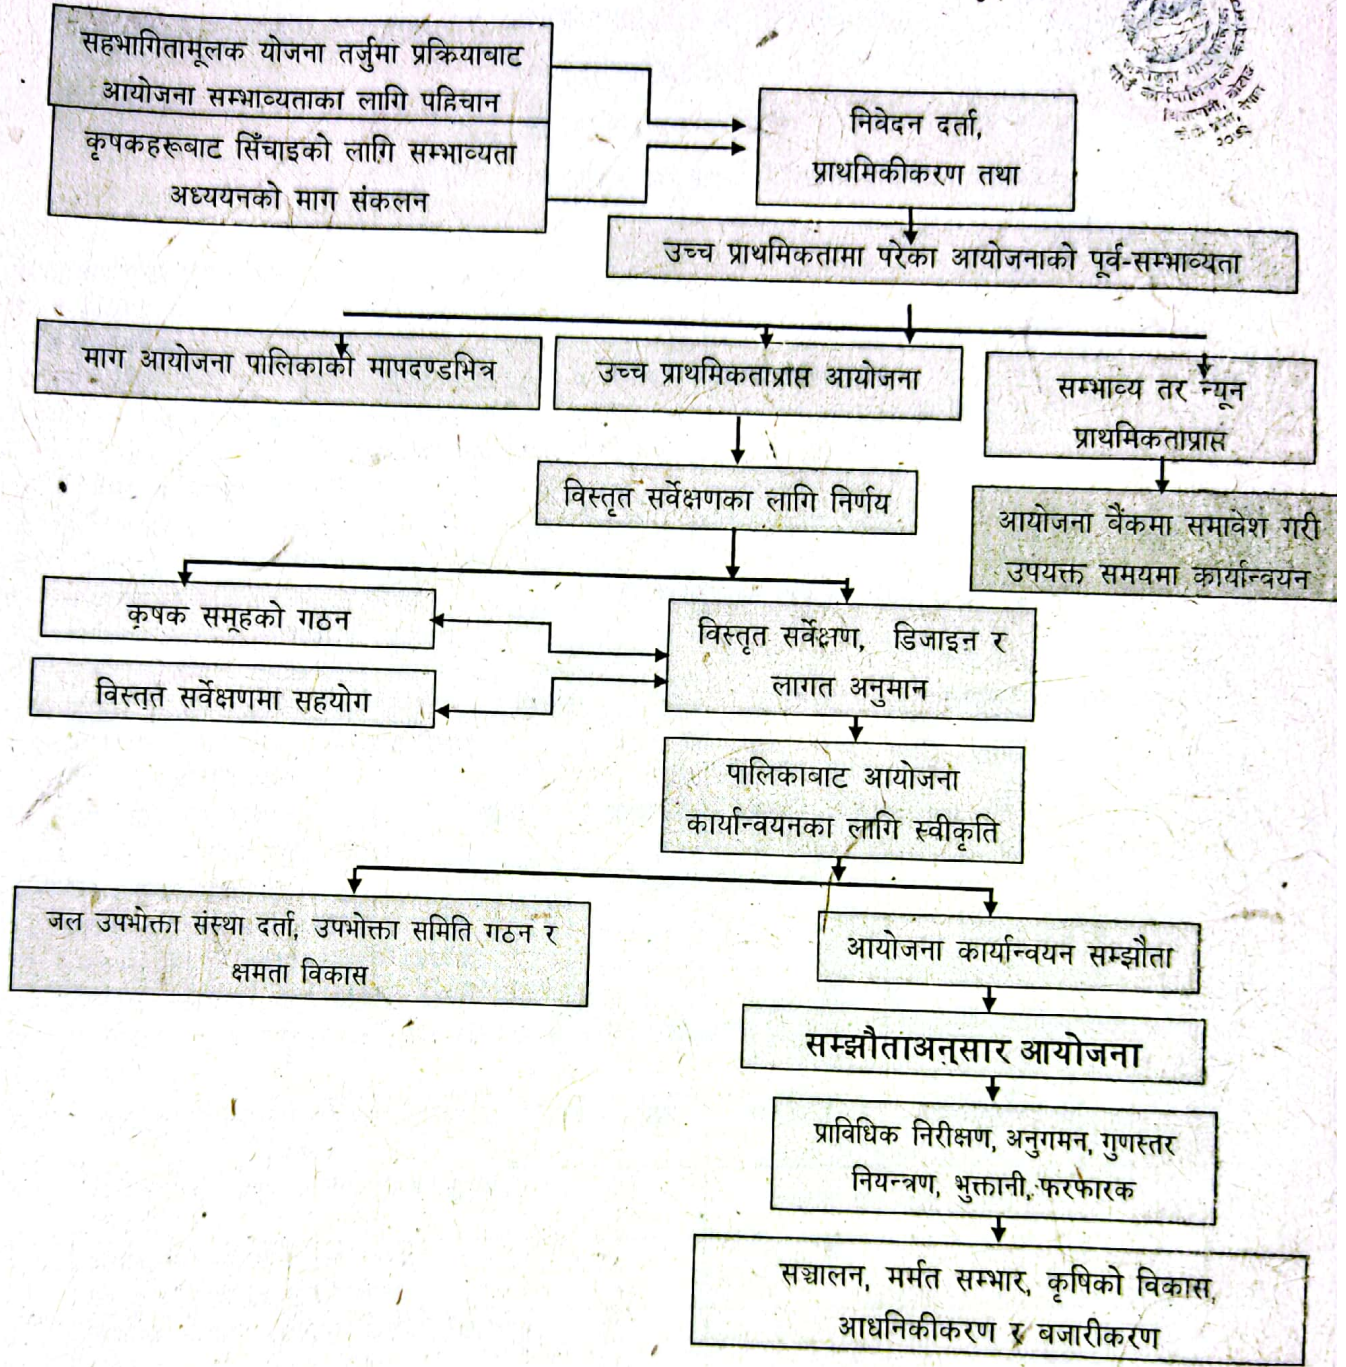 सहभागितामूलक योजना तर्जुमा प्रक्रियाबाट
आयोजना सम्भाव्यताका लागि पहिचान
कृषकहरूबाट सिँचाइको लागि सम्भाव्यता
अध्ययनको माग संकलन
निवेदन दर्ता,
प्राथमिकीकरण तथा
उच्च प्राथमिकतामा परेका आयोजनाको पूर्व-सम्भाव्यता
माग आयोजना पालिकाको मापदण्डभित्र
उच्च प्राथमिकताप्राप्त आयोजना
सम्भाव्य तर न्यून
प्राथमिकताप्राप्त
विस्तृत सर्वेक्षणका लागि निर्णय
आयोजना बैंकमा समावेश गरी
उपयक्त समयमा कार्यान्वयन
कृषक समूहको गठन
विस्तृत सर्वेक्षण, डिजाइन र
लागत अनुमान
विस्तृत सर्वेक्षणमा सहयोग
पालिकाबाट आयोजना
कार्यान्वयनका लागि स्वीकृति
जल उपभोक्ता संस्था दर्ता, उपभोक्ता समिति गठन र
क्षमता विकास
आयोजना कार्यान्वयन सम्झौता
सम्झौताअनुसार आयोजना
प्राविधिक निरीक्षण, अनुगमन, गुणस्तर
नियन्त्रण, भुक्तानी, फरफारक
सञ्चालन, मर्मत सम्भार, कृषिको विकास,
आधनिकीकरण र बजारीकरण